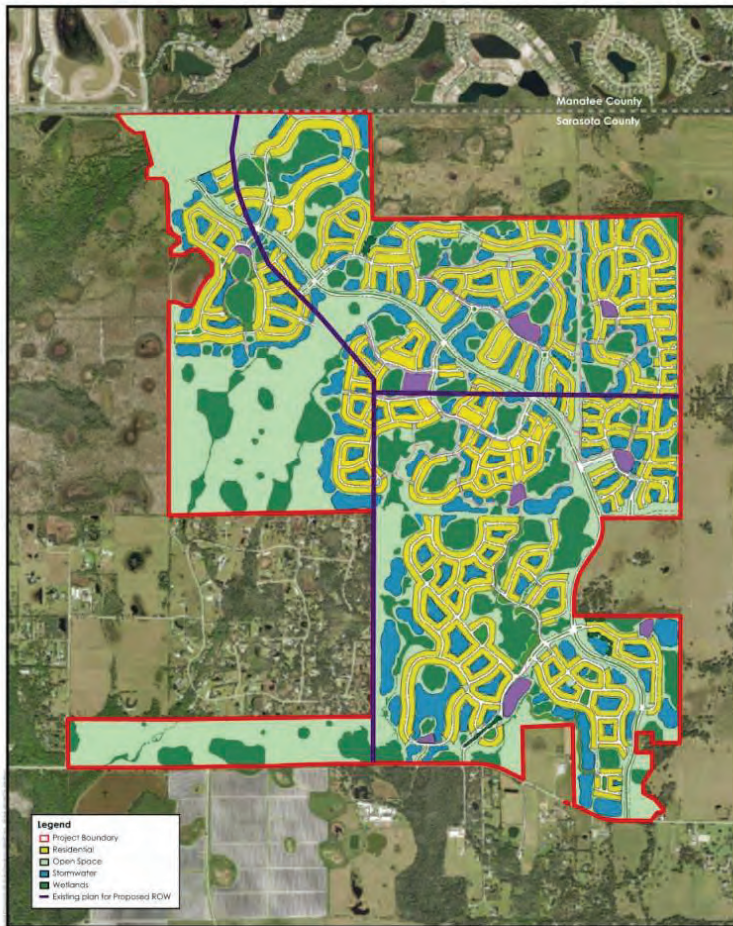 Manatee County
Sarasota County
Legend
Project Boundary
Residential
Open Space
Stormwater
Wetlands
Existing plan for Proposed ROW